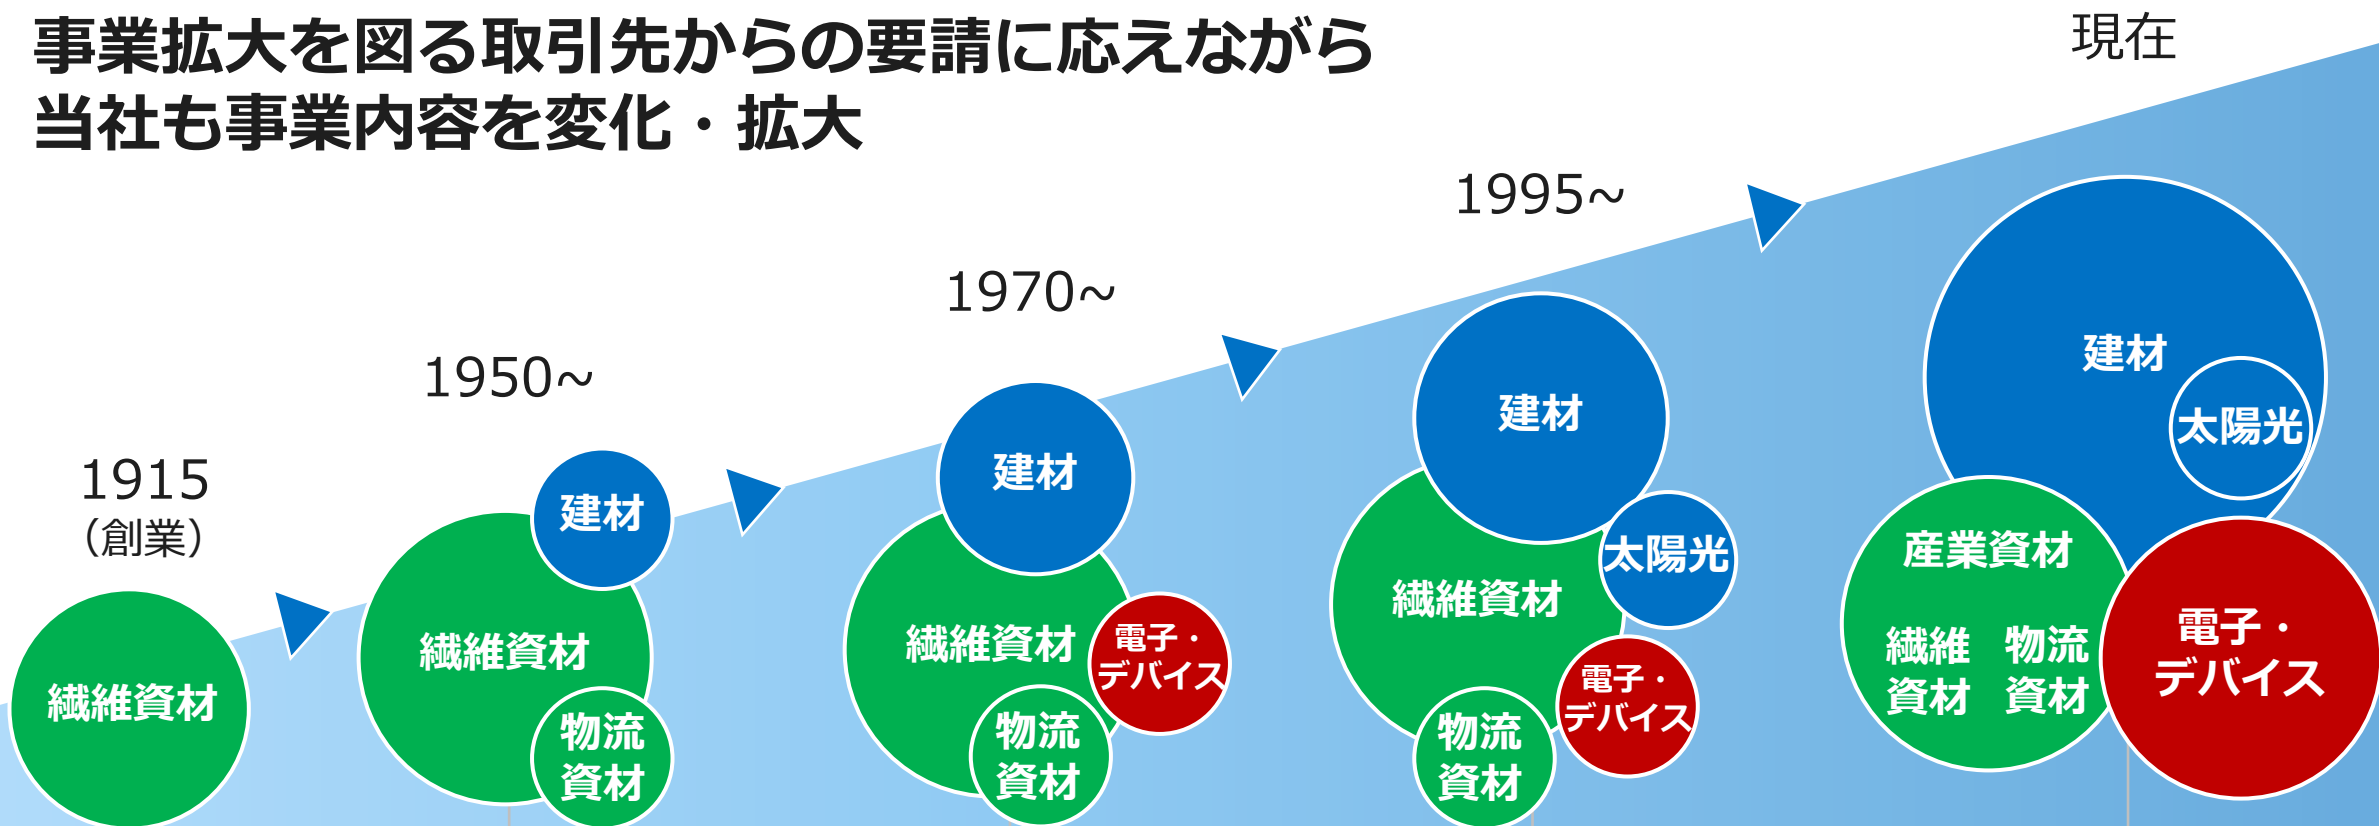 事業拡大を図る取引先からの要請に応えながら
当社も事業内容を変化・拡大
1915
（創業）
繊維資材
1950~
建材
繊維資材
物流
資材
1970~
建材
繊維資材
電子・
デバイス
物流
資材
1995~
建材
太陽光
繊維資材
電子・
デバイス
物流
資材
現在
建材
太陽光
産業資材
繊維
資材
物流
資材
電子・
デバイス